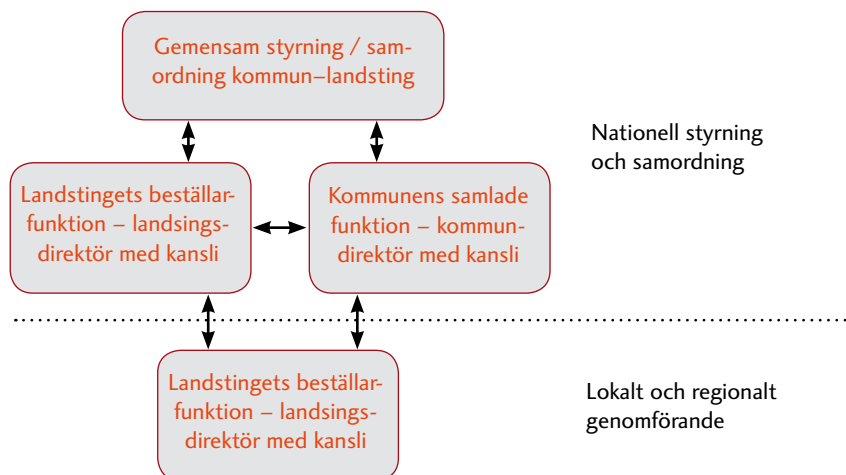 Gemensam styrning / sam-
ordning kommun–landsting
Nationell styrning
och samordning
Landstingets beställar-
funktion – landsings-
direktör med kansli
Kommunens samlade
funktion – kommun-
direktör med kansli
Landstingets beställar-
funktion – landsings-
direktör med kansli
Lokalt och regionalt
genomförande